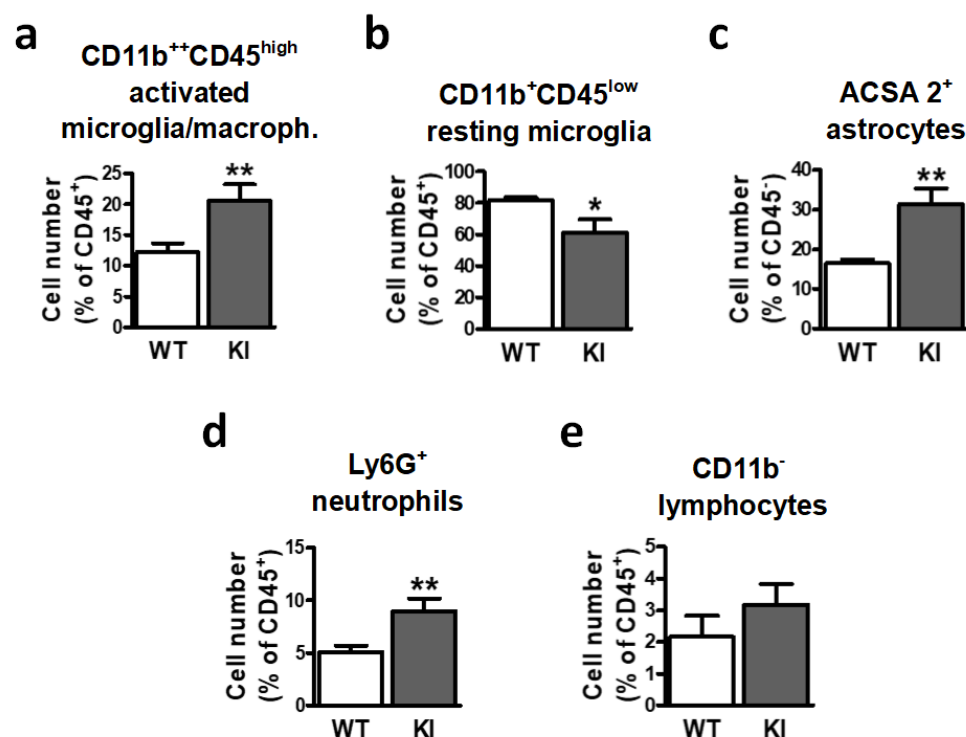 a
CD11b⁺⁺CD45ʰⁱᵍʰ
activated
microglia/macroph.
Cell number
(% of CD45⁺)
25
20
15
10
5
0
**
WT KI
b
CD11b⁺CD45ˡᵒʷ
resting microglia
Cell number
(% of CD45⁺)
100
80
60
40
20
0
*
WT KI
c
ACSA 2⁺
astrocytes
Cell number
(% of CD45⁻)
40
30
20
10
0
**
WT KI
d
Ly6G⁺
neutrophils
Cell number
(% of CD45⁺)
15
10
5
0
**
WT KI
e
CD11b⁻
lymphocytes
Cell number
(% of CD45⁺)
5
4
3
2
1
0
WT KI